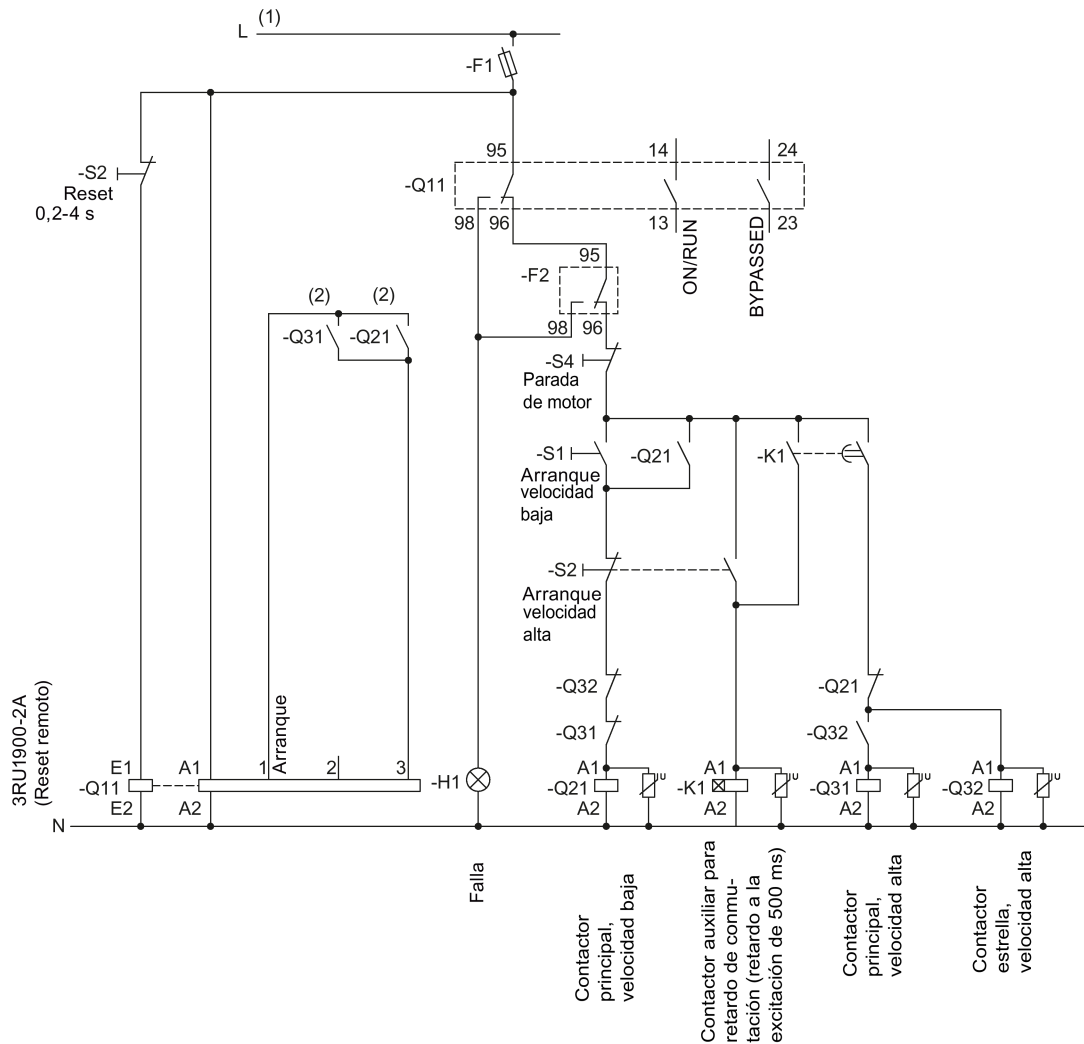 L (1)
-F1
-S2
Reset
0,2-4 s
95
14
24
-Q11
98
96
13
23
ON/RUN
BYPASSED
95
-F2
98
96
(2)
(2)
-Q31
-Q21
-S4
Parada
de motor
-S1
Arranque
velocidad
baja
-Q21
-K1
-S2
Arranque
velocidad
alta
-Q32
-Q31
-Q21
-Q32
3RU1900-2A
(Reset remoto)
E1
-Q11
E2
A1
A2
1
Arranque
2
3
-H1
A1
-Q21
A2
U
A1
-K1
A2
U
A1
-Q31
A2
U
A1
-Q32
A2
U
N
Falla
Contactor
principal,
velocidad baja
Contactor auxiliar para
retardo de conmu-
tación (retardo a la
excitación de 500 ms)
Contactor
principal,
velocidad alta
Contactor
estrella,
velocidad alta